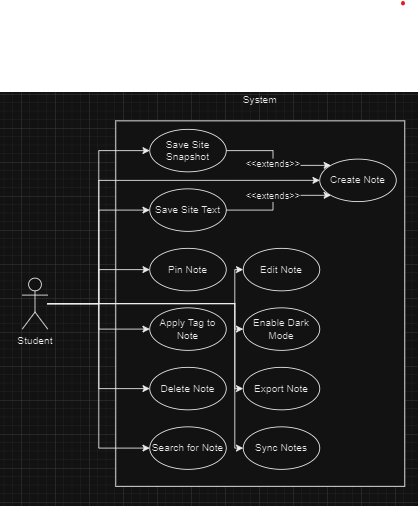 System
Save Site
Snapshot
<<extends>>
Create Note
<<extends>>
Save Site Text
Pin Note
Edit Note
Student
Apply Tag to
Note
Enable Dark
Mode
Delete Note
Export Note
Search for Note
Sync Notes